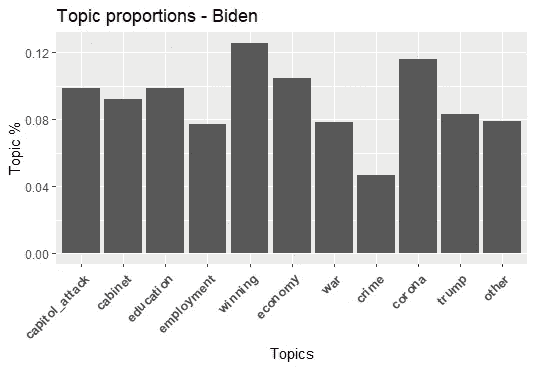 Topic proportions - Biden
Topic %
0.12
0.08
0.04
0.00
capitol_attack
cabinet
education
employment
winning
economy
war
crime
corona
trump
other
Topics